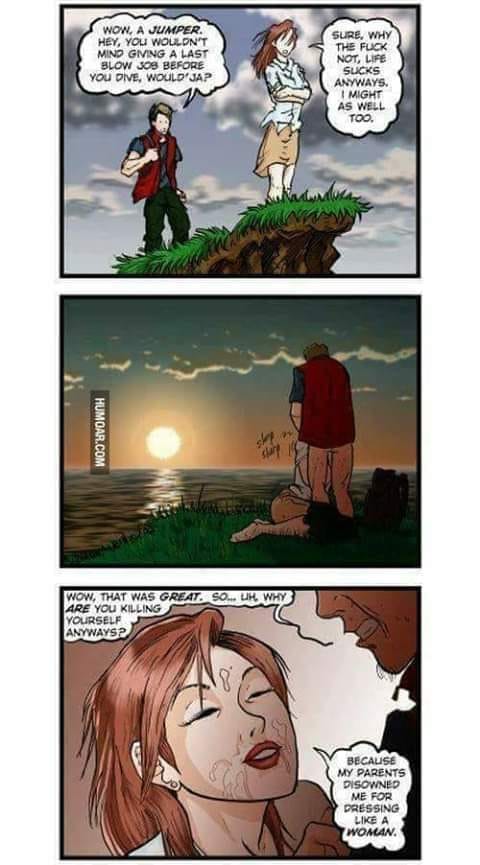 WOW, A JUMPER.
HEY, YOU WOULDN'T
MIND GIVING A LAST
BLOW JOB BEFORE
YOU DIVE, WOULD'JA?
SURE, WHY
THE FUCK
NOT, LIFE
SUCKS
ANYWAYS.
I MIGHT
AS WELL
TOO.
HUMOAR.COM
slurp
slurp
WOW, THAT WAS GREAT. SO... UH, WHY
ARE YOU KILLING
YOURSELF
ANYWAYS?
BECAUSE
MY PARENTS
DISOWNED
ME FOR
DRESSING
LIKE A
WOMAN.